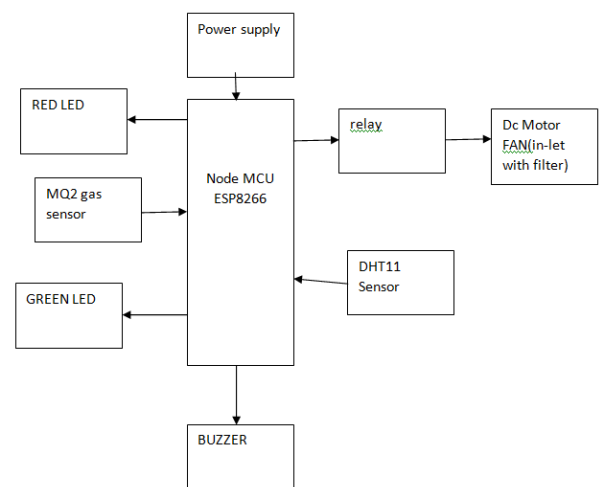 Power supply
RED LED
relay
Dc Motor
FAN(in-let
with filter)
Node MCU
ESP8266
MQ2 gas
sensor
DHT11
Sensor
GREEN LED
BUZZER